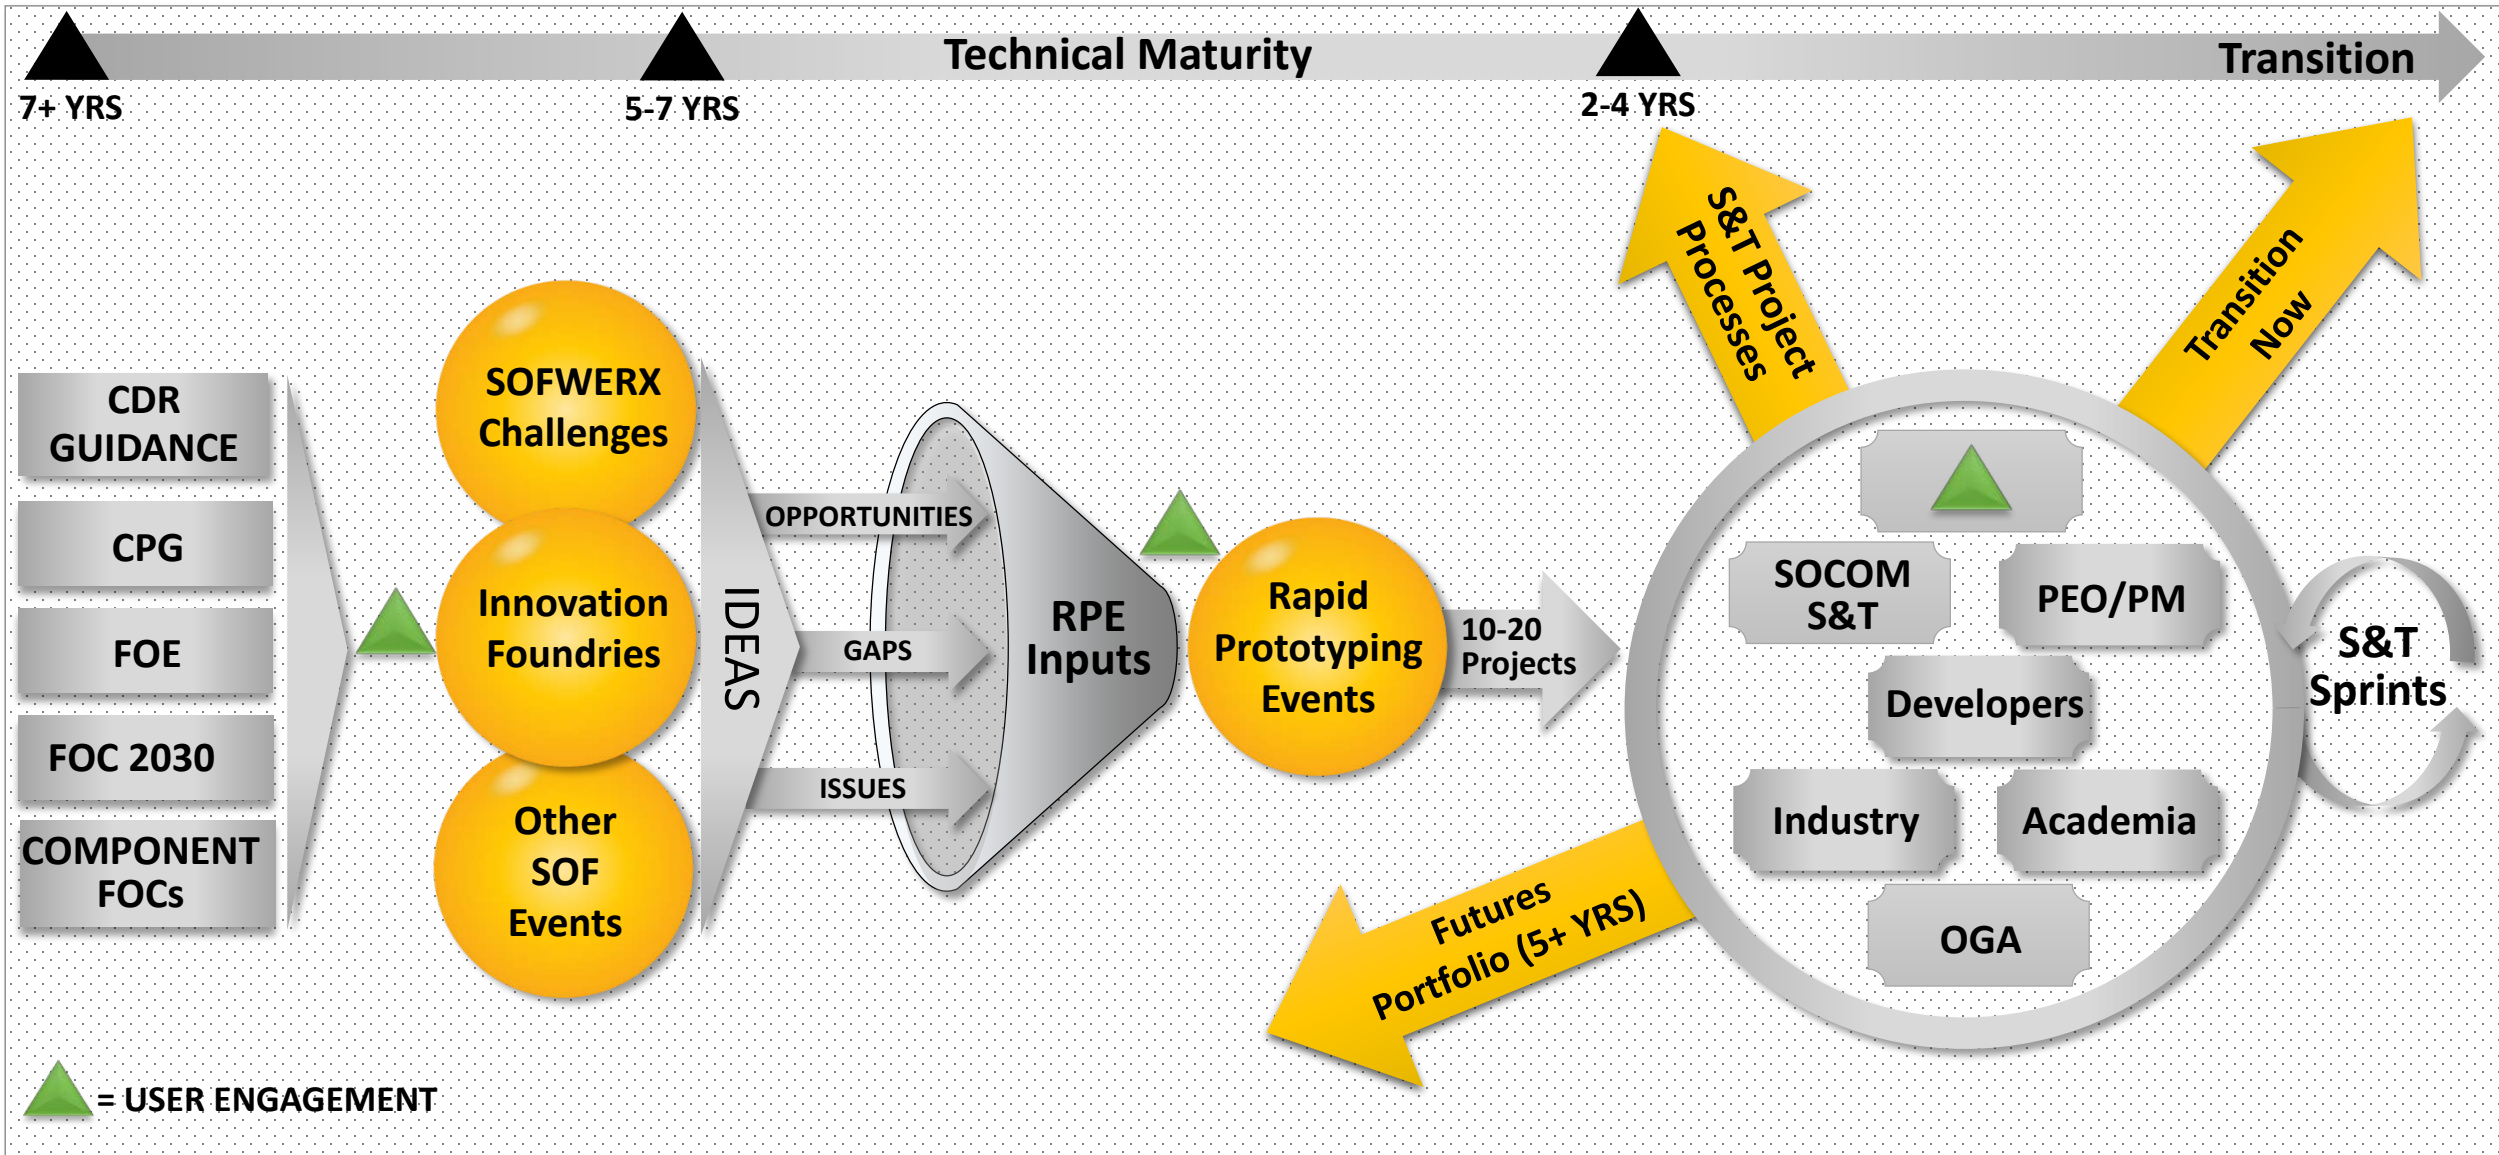 Technical Maturity
Transition
7+ YRS
5-7 YRS
2-4 YRS
CDR
GUIDANCE
CPG
FOE
FOC 2030
COMPONENT
FOCs
SOFWERX
Challenges
Innovation
Foundries
Other
SOF
Events
IDEAS
OPPORTUNITIES
GAPS
ISSUES
RPE
Inputs
Rapid
Prototyping
Events
10-20
Projects
S&T Project
Processes
Transition
Now
SOCOM
S&T
PEO/PM
Developers
Industry
Academia
OGA
S&T
Sprints
Futures
Portfolio (5+ YRS)
= USER ENGAGEMENT